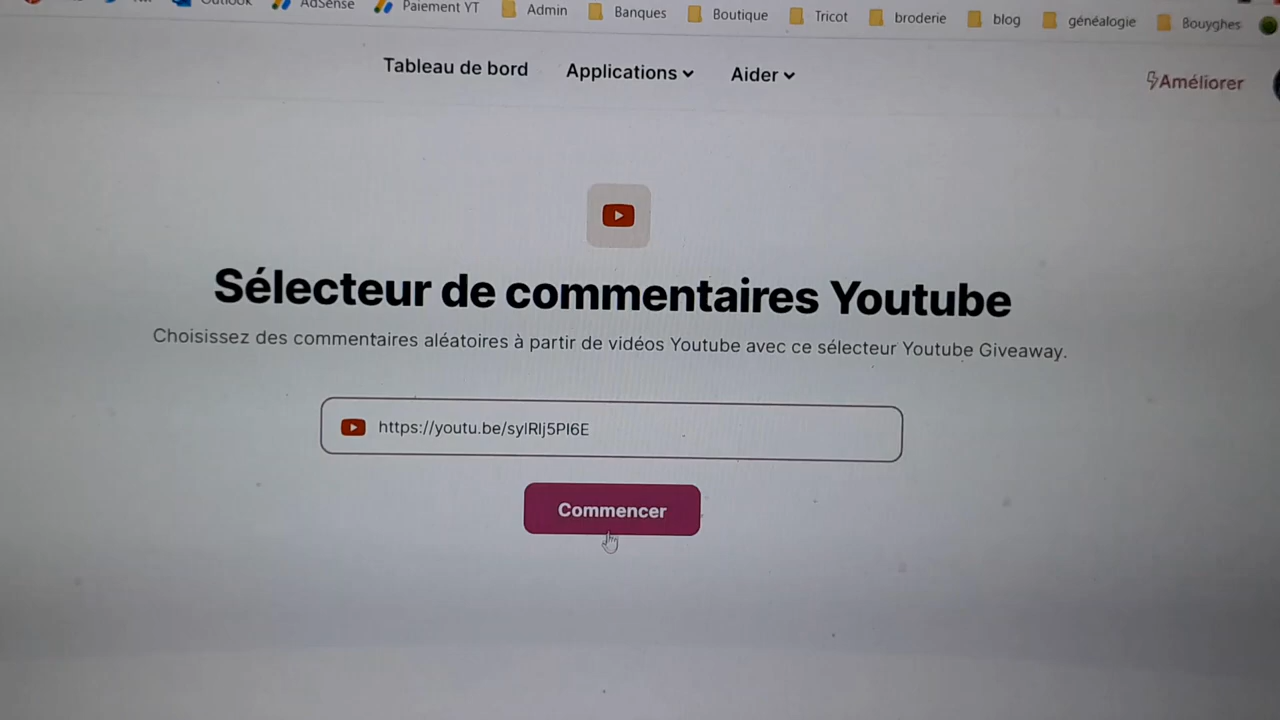 AdSense Paiement YT Admin Banques Boutique Tricot broderie blog généalogie Bouyghes
Tableau de bord Applications Aider Améliorer
Sélecteur de commentaires Youtube
Choisissez des commentaires aléatoires à partir de vidéos Youtube avec ce sélecteur Youtube Giveaway.
https://youtu.be/sylRlj5PI6E
Commencer